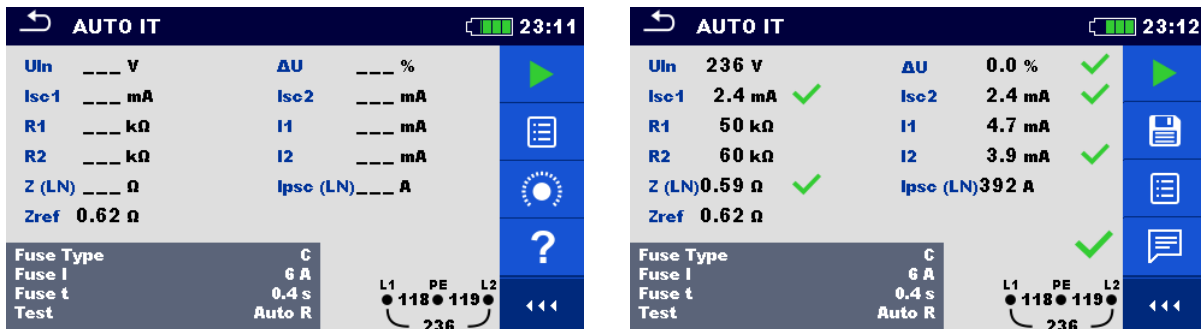 AUTO IT 23:11
Uln ___ V ΔU ___ %
Isc1 ___ mA Isc2 ___ mA
R1 ___ kΩ I1 ___ mA
R2 ___ kΩ I2 ___ mA
Z (LN) ___ Ω Ipsc (LN) ___ A
Zref 0.62 Ω
Fuse Type C
Fuse I 6 A
Fuse t 0.4 s
Test Auto R
L1 PE L2
118 119
236
?
AUTO IT 23:12
Uln 236 V ΔU 0.0 %
Isc1 2.4 mA Isc2 2.4 mA
R1 50 kΩ I1 4.7 mA
R2 60 kΩ I2 3.9 mA
Z (LN) 0.59 Ω Ipsc (LN) 392 A
Zref 0.62 Ω
Fuse Type C
Fuse I 6 A
Fuse t 0.4 s
Test Auto R
L1 PE L2
118 119
236